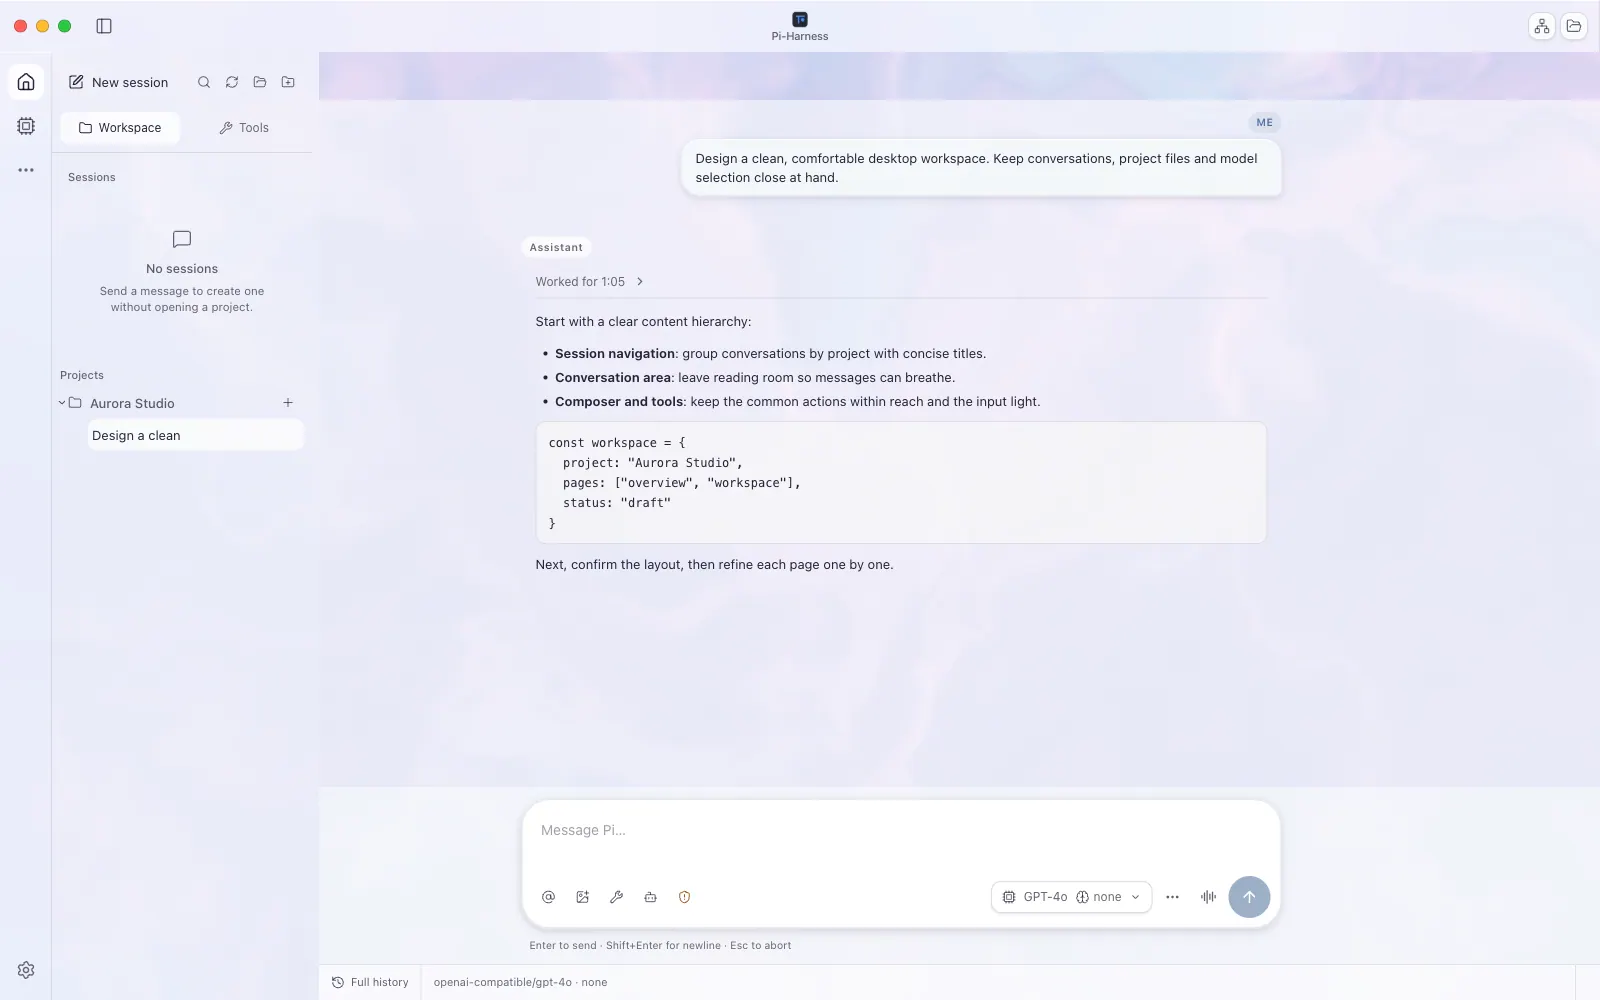 Pi-Harness
New session
Workspace
Tools
Sessions
No sessions
Send a message to create one
without opening a project.
Projects
Aurora Studio
Design a clean
ME
Design a clean, comfortable desktop workspace. Keep conversations, project files and model
selection close at hand.
Assistant
Worked for 1:05
Start with a clear content hierarchy:
• Session navigation: group conversations by project with concise titles.
• Conversation area: leave reading room so messages can breathe.
• Composer and tools: keep the common actions within reach and the input light.
const workspace = {
  project: "Aurora Studio",
  pages: ["overview", "workspace"],
  status: "draft"
}
Next, confirm the layout, then refine each page one by one.
Message Pi...
GPT-4o none
Enter to send · Shift+Enter for newline · Esc to abort
Full history
openai-compatible/gpt-4o · none